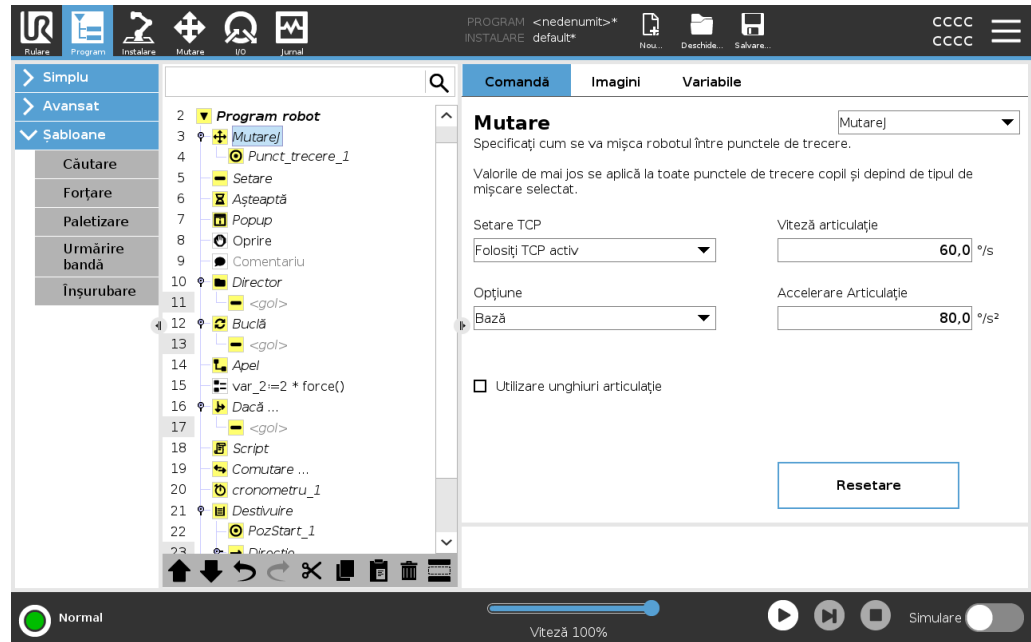 PROGRAM <nedenumit>*
INSTALARE default*
Rulare
Program
Instalare
Mutare
I/O
Jurnal
Nou...
Deschide...
Salvare...
CCCC
CCCC
Simplu
Avansat
Șabloane
Căutare
Forțare
Paletizare
Urmărire
bandă
Înșurubare
2 Program robot
3 MutareJ
4 Punct_trecere_1
5 Setare
6 Așteaptă
7 Popup
8 Oprire
9 Comentariu
10 Director
11 <gol>
12 Buclă
13 <gol>
14 Apel
15 var_2:=2 * force()
16 Dacă ...
17 <gol>
18 Script
19 Comutare ...
20 cronometru_1
21 Destivuire
22 PozStart_1
23 Direcție
Comandă
Imagini
Variabile
Mutare
MutareJ
Specificați cum se va mișca robotul între punctele de trecere.
Valorile de mai jos se aplică la toate punctele de trecere copil și depind de tipul de
mișcare selectat.
Setare TCP
Viteză articulație
Folosiți TCP activ
60,0 °/s
Opțiune
Accelerare Articulație
Bază
80,0 °/s²
Utilizare unghiuri articulație
Resetare
Normal
Viteză 100%
Simulare